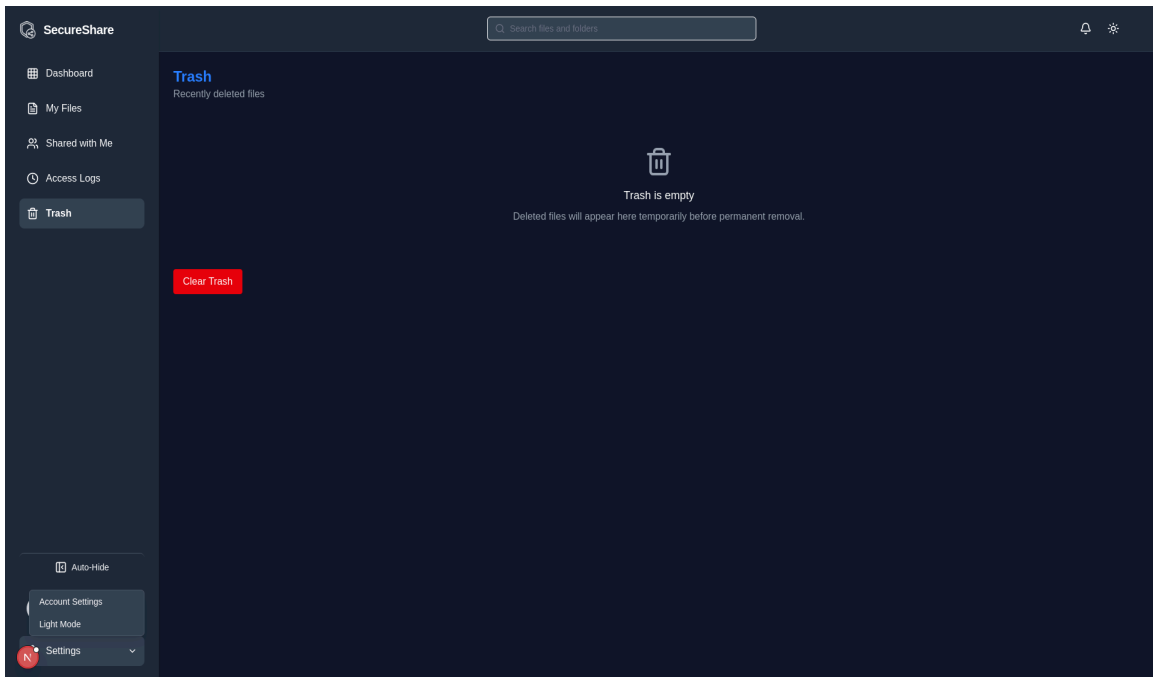 SecureShare
Search files and folders
Dashboard
My Files
Shared with Me
Access Logs
Trash
Trash
Recently deleted files
Trash is empty
Deleted files will appear here temporarily before permanent removal.
Clear Trash
Auto-Hide
Account Settings
Light Mode
Settings
N